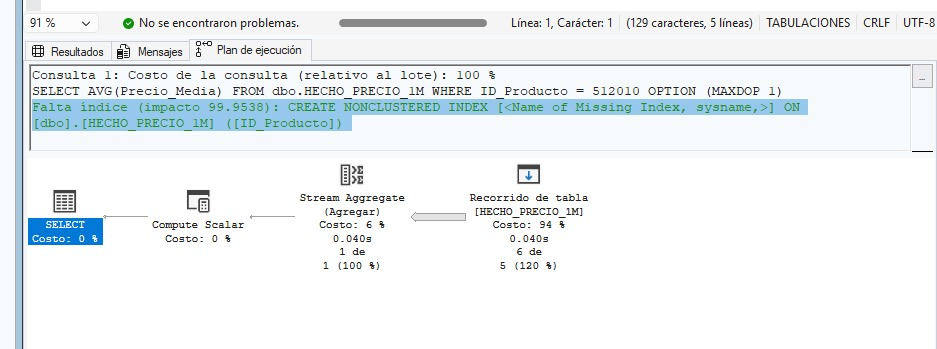 91 %
No se encontraron problemas.
Línea: 1, Carácter: 1
(129 caracteres, 5 líneas)
TABULACIONES
CRLF
UTF-8
Resultados
Mensajes
Plan de ejecución
Consulta 1: Costo de la consulta (relativo al lote): 100 %
SELECT AVG(Precio_Media) FROM dbo.HECHO_PRECIO_1M WHERE ID_Producto = 512010 OPTION (MAXDOP 1)
Falta índice (impacto 99.9538): CREATE NONCLUSTERED INDEX [<Name of Missing Index, sysname,>] ON
[dbo].[HECHO_PRECIO_1M] ([ID_Producto])
...
SELECT
Costo: 0 %
Compute Scalar
Costo: 0 %
Stream Aggregate
(Agregar)
Costo: 6 %
0.040s
1 de
1 (100 %)
Recorrido de tabla
[HECHO_PRECIO_1M]
Costo: 94 %
0.040s
6 de
5 (120 %)